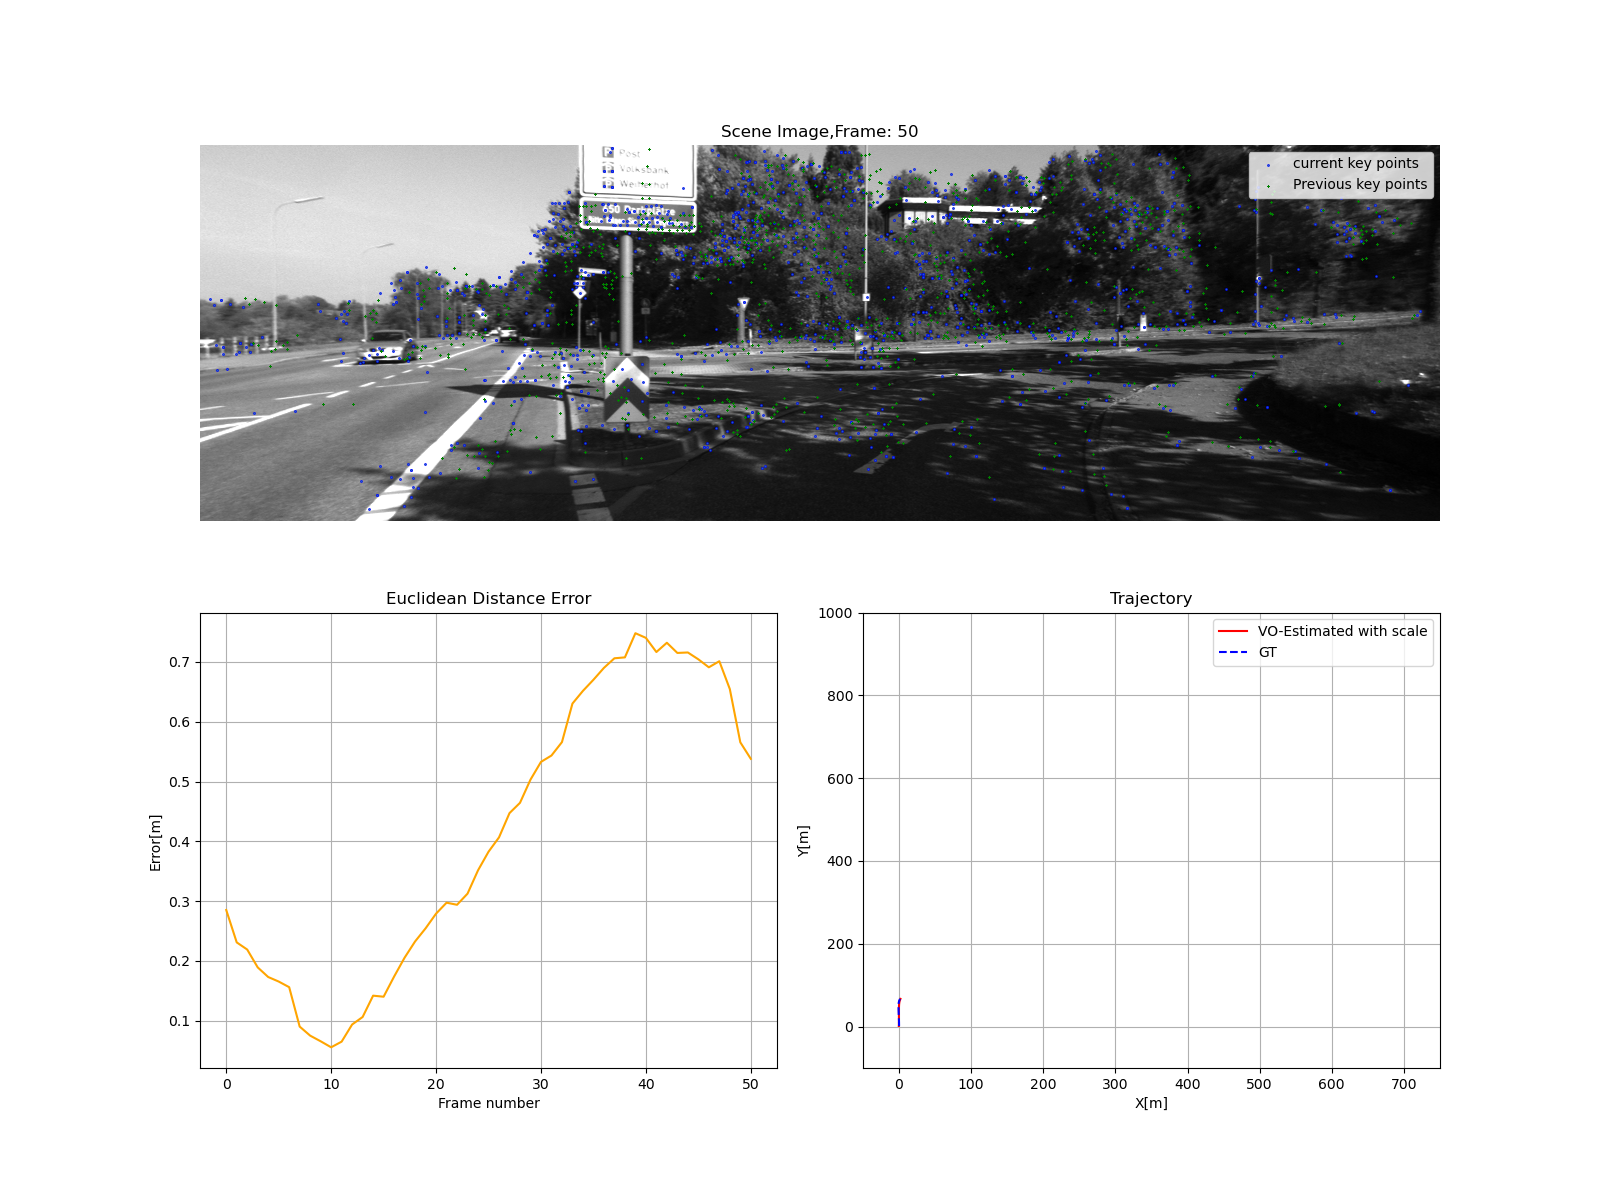 Scene Image,Frame: 50
current key points
Previous key points
Post
Volksbank
Euclidean Distance Error
Error[m]
0.7
0.6
0.5
0.4
0.3
0.2
0.1
0 10 20 30 40 50
Frame number
Trajectory
VO-Estimated with scale
GT
Y[m]
1000
800
600
400
200
0
0 100 200 300 400 500 600 700
X[m]